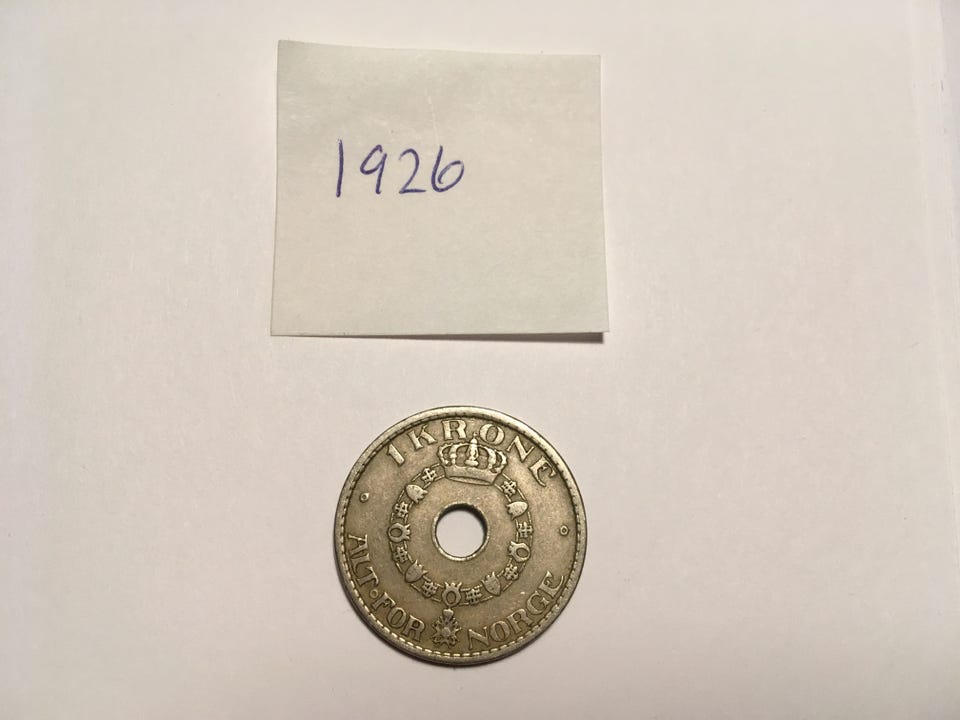 1926
1 KRONE
ALT · FOR NORGE